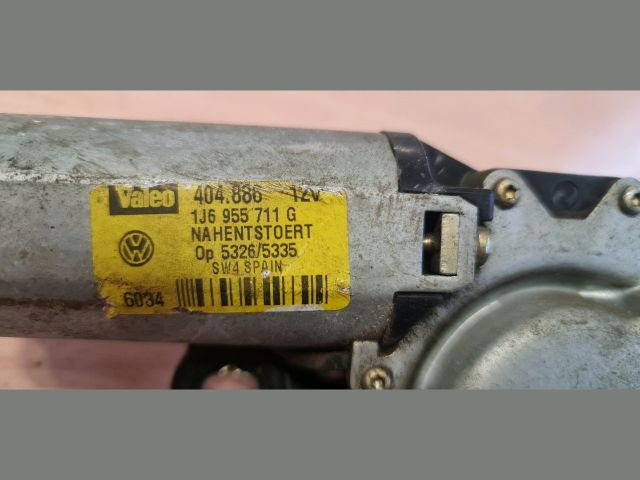 Valeo 404.886 12V
1J6 955 711 G
NAHENTSTOERT
Op 5326/5335
SW4 SPAIN
6034